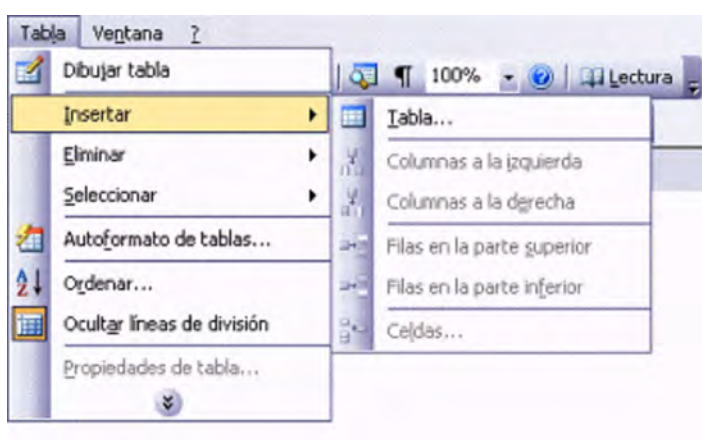 Tabla Ventana ?
Dibujar tabla
100% Lectura
Insertar
Tabla...
Eliminar
Columnas a la izquierda
Seleccionar
Columnas a la derecha
Autoformato de tablas...
Filas en la parte superior
Ordenar...
Filas en la parte inferior
Ocultar líneas de división
Celdas...
Propiedades de tabla...